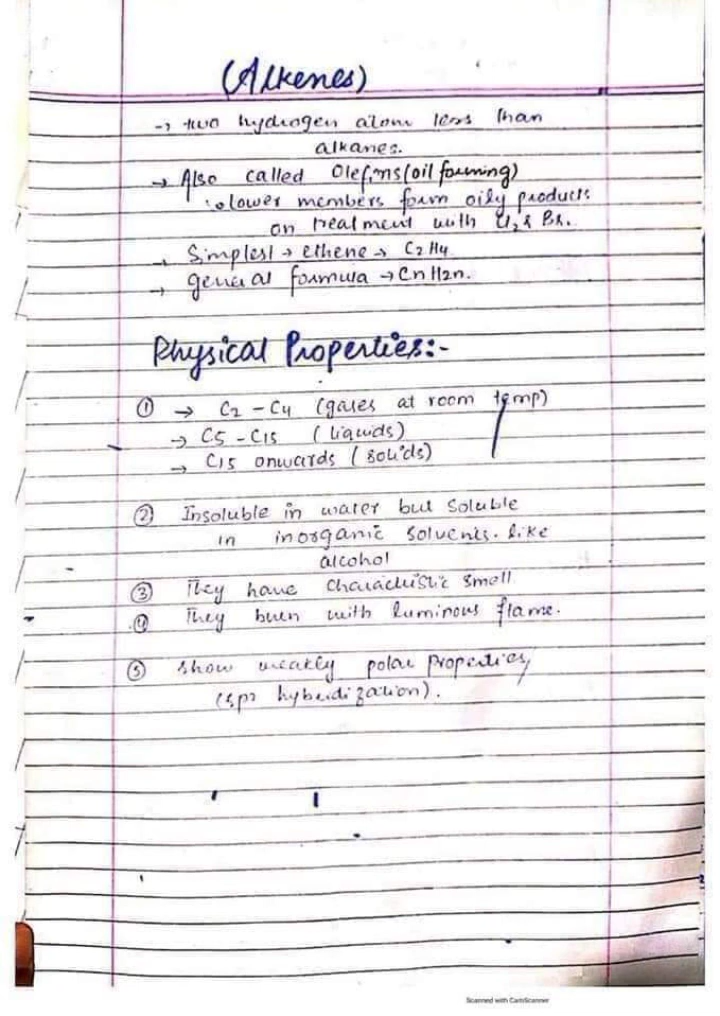 (Alkenes)
→ two hydrogen atom less than
alkanes.
→ Also called Olefins (oil forming)
∵ lower members form oily products
on treatment with Cl2 & Br.
→ Simplest → ethene → C2H4
→ general formula → CnH2n.
Physical Properties:-
① → C2 - C4 (gases at room temp)
→ C5 - C15 (liquids)
→ C15 onwards (solids)
② Insoluble in water but soluble
in inorganic solvents. like
alcohol
③ They have characteristic smell
④ They burn with luminous flame.
⑤ show weakly polar properties
(sp2 hybridization).
Scanned with CamScanner